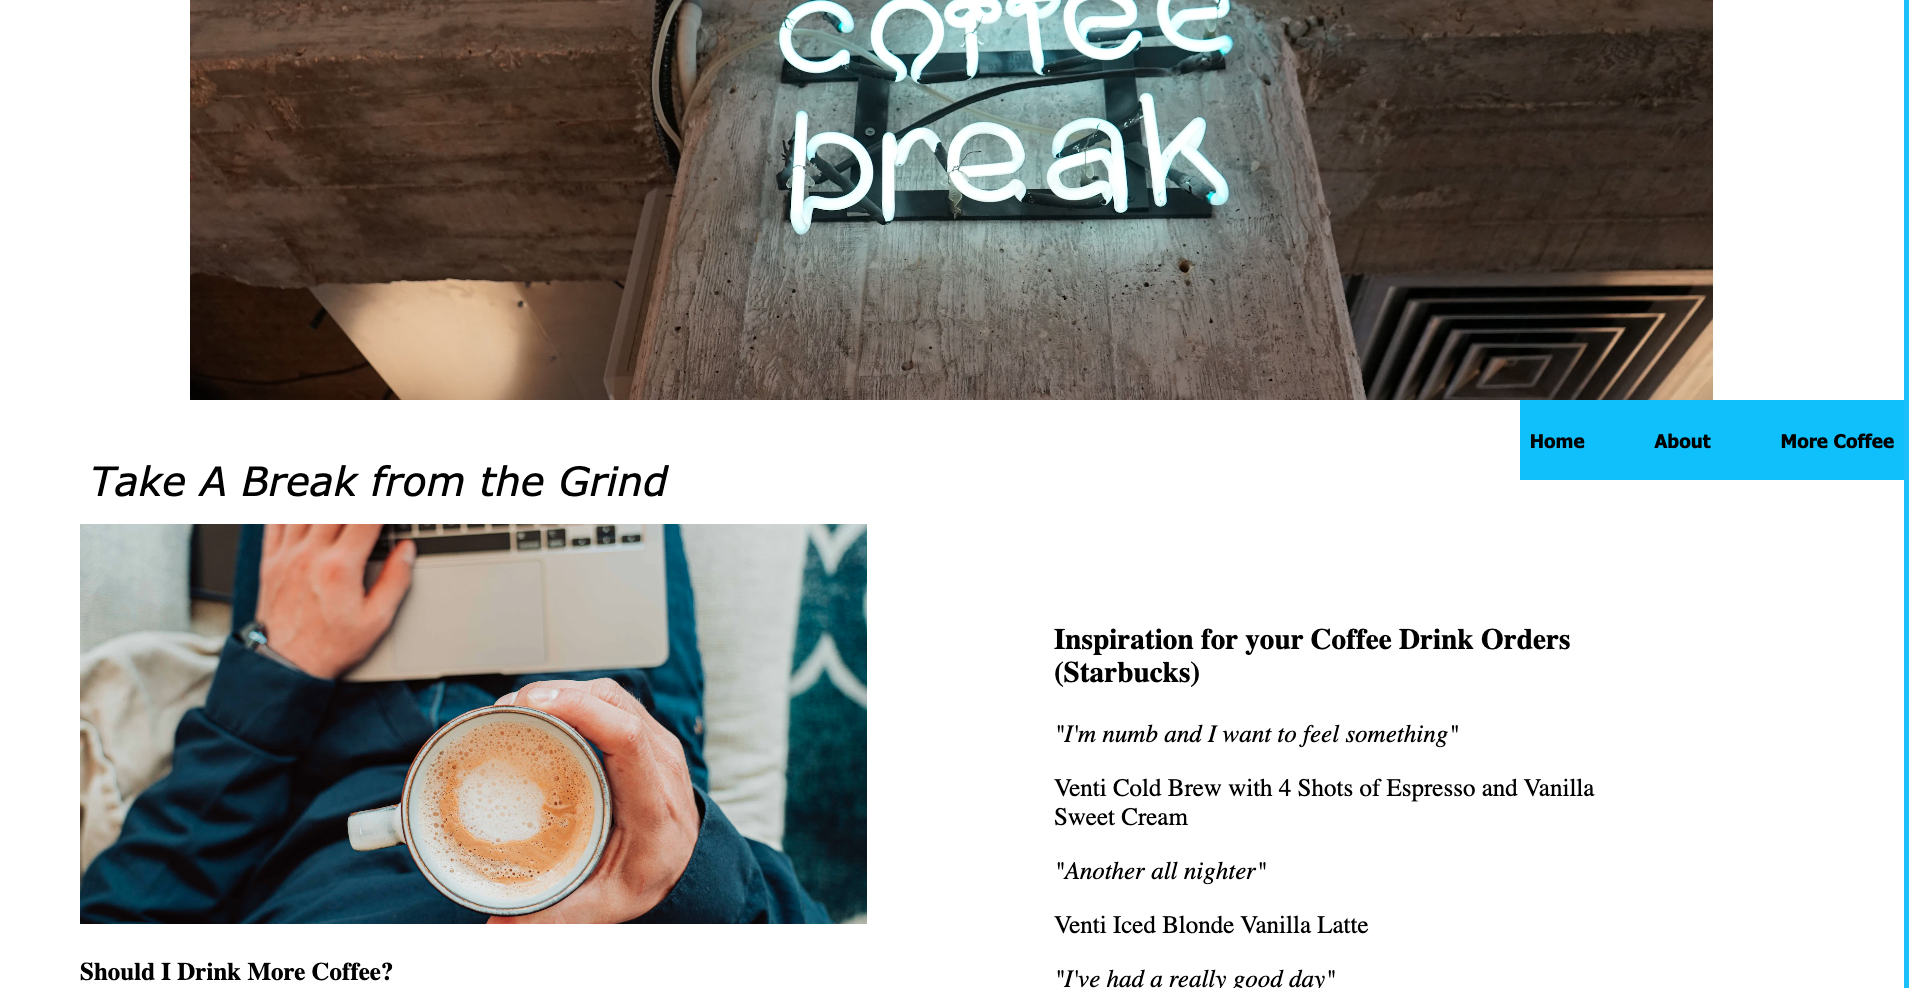 coffee
break
Home About More Coffee
Take A Break from the Grind
Inspiration for your Coffee Drink Orders
(Starbucks)
"I'm numb and I want to feel something"
Venti Cold Brew with 4 Shots of Espresso and Vanilla
Sweet Cream
"Another all nighter"
Venti Iced Blonde Vanilla Latte
"I've had a really good day"
Should I Drink More Coffee?